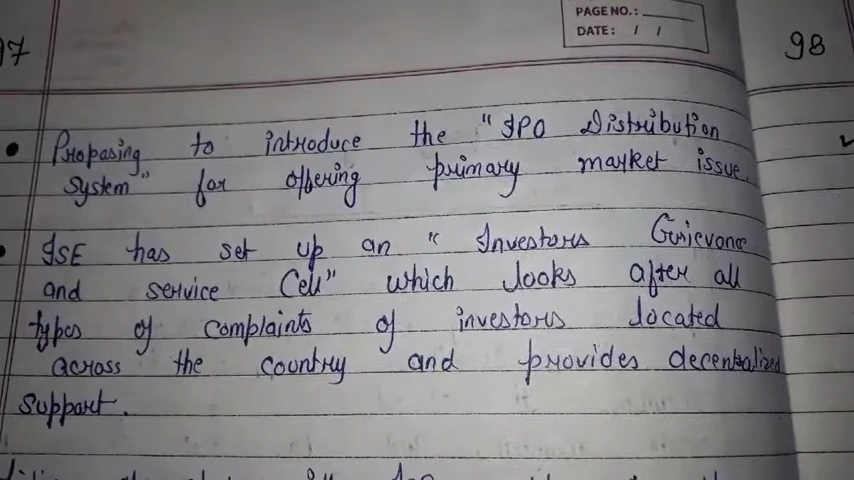 PAGE NO.:
DATE: / /
97
98
• Proposing to introduce the "IPO Distribution
System" for offering primary market issue.
• ISE has set up an " Investors Grievance
and service Cell" which looks after all
types of complaints of investors located
across the country and provides decentralized
support.